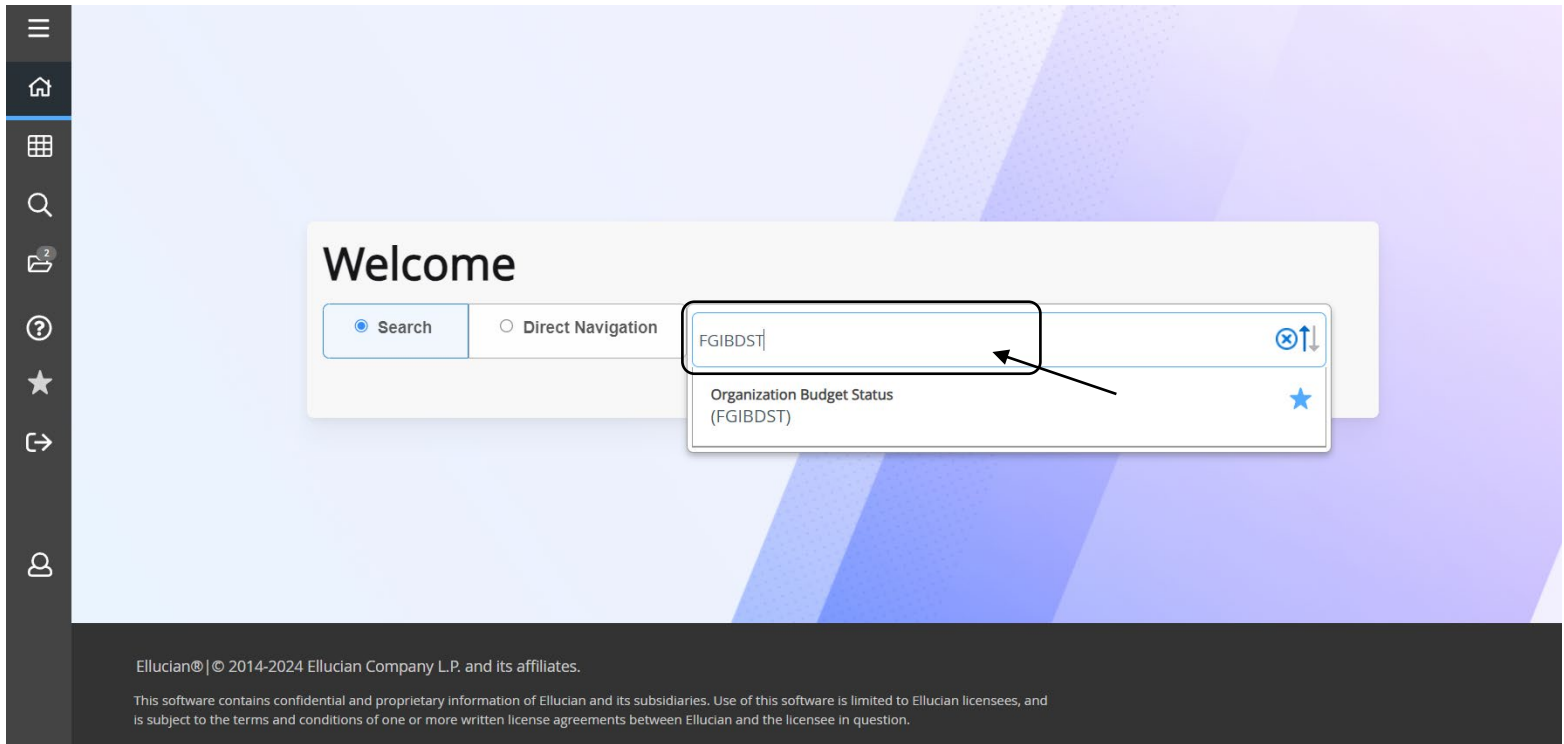 2
Welcome
Search
Direct Navigation
FGIBDST
Organization Budget Status
(FGIBDST)
Ellucian®|© 2014-2024 Ellucian Company L.P. and its affiliates.
This software contains confidential and proprietary information of Ellucian and its subsidiaries. Use of this software is limited to Ellucian licensees, and
is subject to the terms and conditions of one or more written license agreements between Ellucian and the licensee in question.